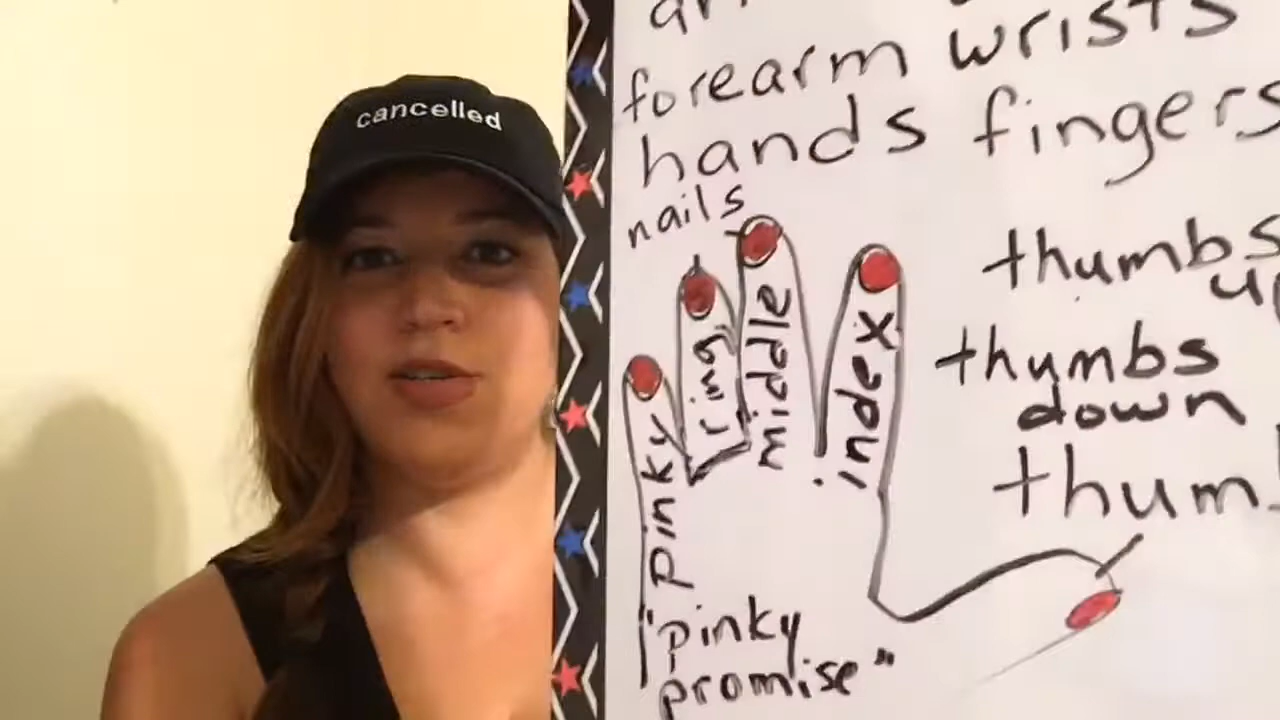 cancelled
forearm wrists
hands fingers
nails
pinky
ring
middle
index
thumbs
thumbs
down
"pinky
promise"